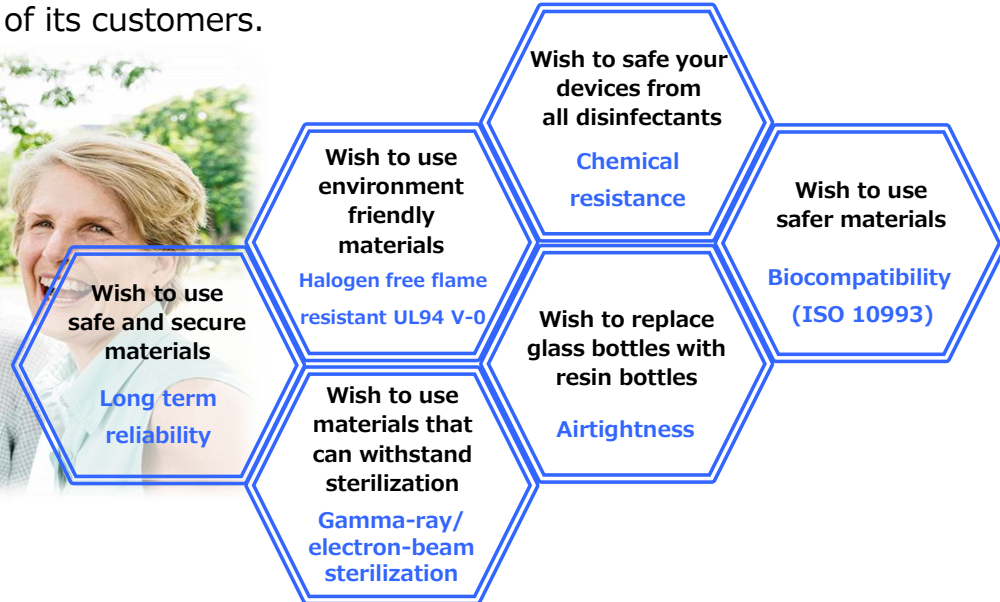 of its customers.
Wish to safe your
devices from
all disinfectants
Chemical
resistance
Wish to use
environment
friendly
materials
Halogen free flame
resistant UL94 V-0
Wish to use
safer materials
Biocompatibility
(ISO 10993)
Wish to use
safe and secure
materials
Long term
reliability
Wish to replace
glass bottles with
resin bottles
Airtightness
Wish to use
materials that
can withstand
sterilization
Gamma-ray/
electron-beam
sterilization